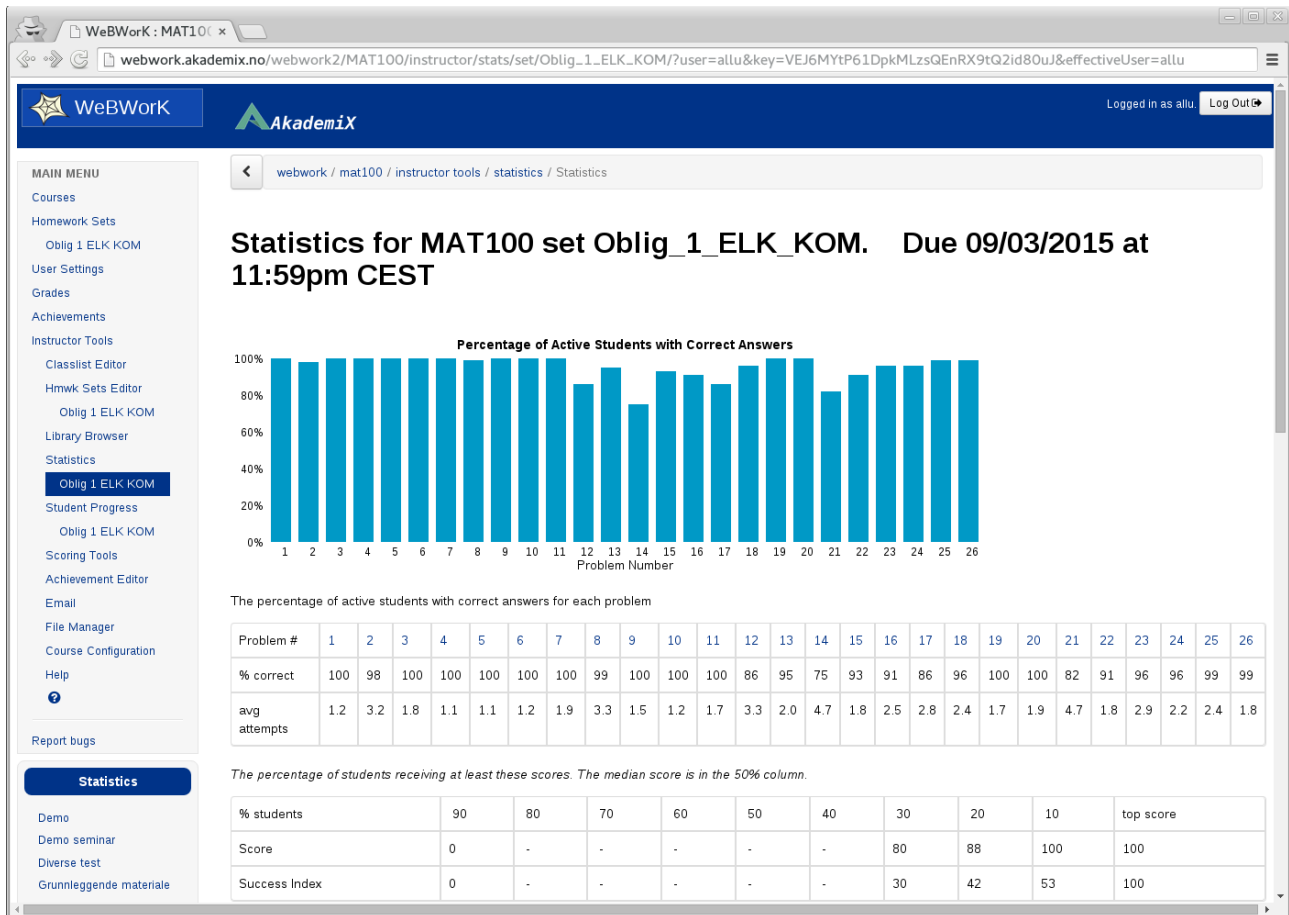 WeBWorK : MAT100 ×
webwork.akademix.no/webwork2/MAT100/instructor/stats/set/Oblig_1_ELK_KOM/?user=allu&key=VEJ6MYtP61DpkMLzsQEnRX9tQ2id80uJ&effectiveUser=allu
WeBWorK
AkademiX
Logged in as allu. Log Out
MAIN MENU
Courses
Homework Sets
Oblig 1 ELK KOM
User Settings
Grades
Achievements
Instructor Tools
Classlist Editor
Hmwk Sets Editor
Oblig 1 ELK KOM
Library Browser
Statistics
Oblig 1 ELK KOM
Student Progress
Oblig 1 ELK KOM
Scoring Tools
Achievement Editor
Email
File Manager
Course Configuration
Help
?
Report bugs
Statistics
Demo
Demo seminar
Diverse test
Grunnleggende materiale
webwork / mat100 / instructor tools / statistics / Statistics
Statistics for MAT100 set Oblig_1_ELK_KOM. Due 09/03/2015 at
11:59pm CEST
Percentage of Active Students with Correct Answers
100%
80%
60%
40%
20%
0%
1 2 3 4 5 6 7 8 9 10 11 12 13 14 15 16 17 18 19 20 21 22 23 24 25 26
Problem Number
The percentage of active students with correct answers for each problem
Problem # 1 2 3 4 5 6 7 8 9 10 11 12 13 14 15 16 17 18 19 20 21 22 23 24 25 26
% correct 100 98 100 100 100 100 100 99 100 100 100 86 95 75 93 91 86 96 100 100 82 91 96 96 99 99
avg 1.2 3.2 1.8 1.1 1.1 1.2 1.9 3.3 1.5 1.2 1.7 3.3 2.0 4.7 1.8 2.5 2.8 2.4 1.7 1.9 4.7 1.8 2.9 2.2 2.4 1.8
attempts
The percentage of students receiving at least these scores. The median score is in the 50% column.
% students 90 80 70 60 50 40 30 20 10 top score
Score 0 - - - - - 80 88 100 100
Success Index 0 - - - - - 30 42 53 100